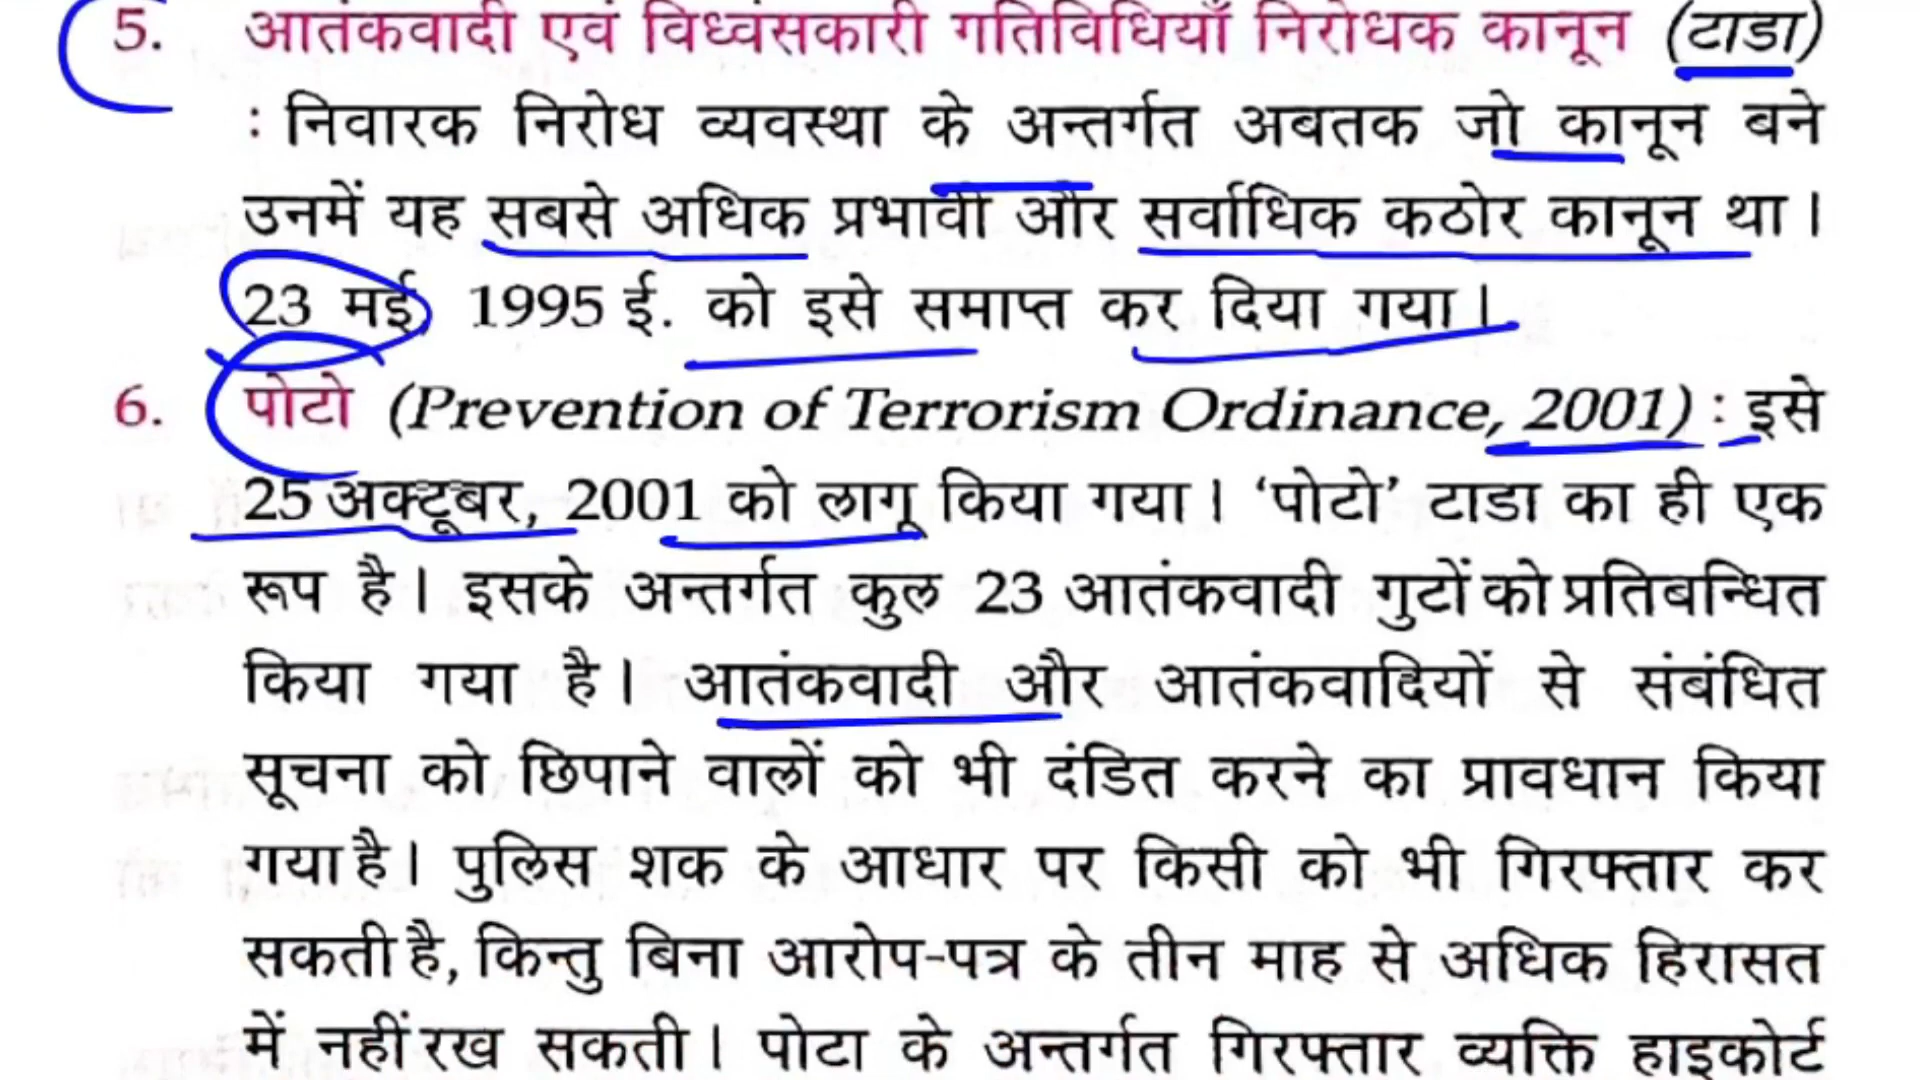 5. आतंकवादी एवं विध्वंसकारी गतिविधियाँ निरोधक कानून (टाडा)
: निवारक निरोध व्यवस्था के अन्तर्गत अबतक जो कानून बने
उनमें यह सबसे अधिक प्रभावी और सर्वाधिक कठोर कानून था।
23 मई 1995 ई. को इसे समाप्त कर दिया गया।
6. पोटो (Prevention of Terrorism Ordinance, 2001) : इसे
25 अक्टूबर, 2001 को लागू किया गया। ‘पोटो’ टाडा का ही एक
रूप है। इसके अन्तर्गत कुल 23 आतंकवादी गुटों को प्रतिबन्धित
किया गया है। आतंकवादी और आतंकवादियों से संबंधित
सूचना को छिपाने वालों को भी दंडित करने का प्रावधान किया
गया है। पुलिस शक के आधार पर किसी को भी गिरफ्तार कर
सकती है, किन्तु बिना आरोप-पत्र के तीन माह से अधिक हिरासत
में नहीं रख सकती। पोटा के अन्तर्गत गिरफ्तार व्यक्ति हाइकोर्ट